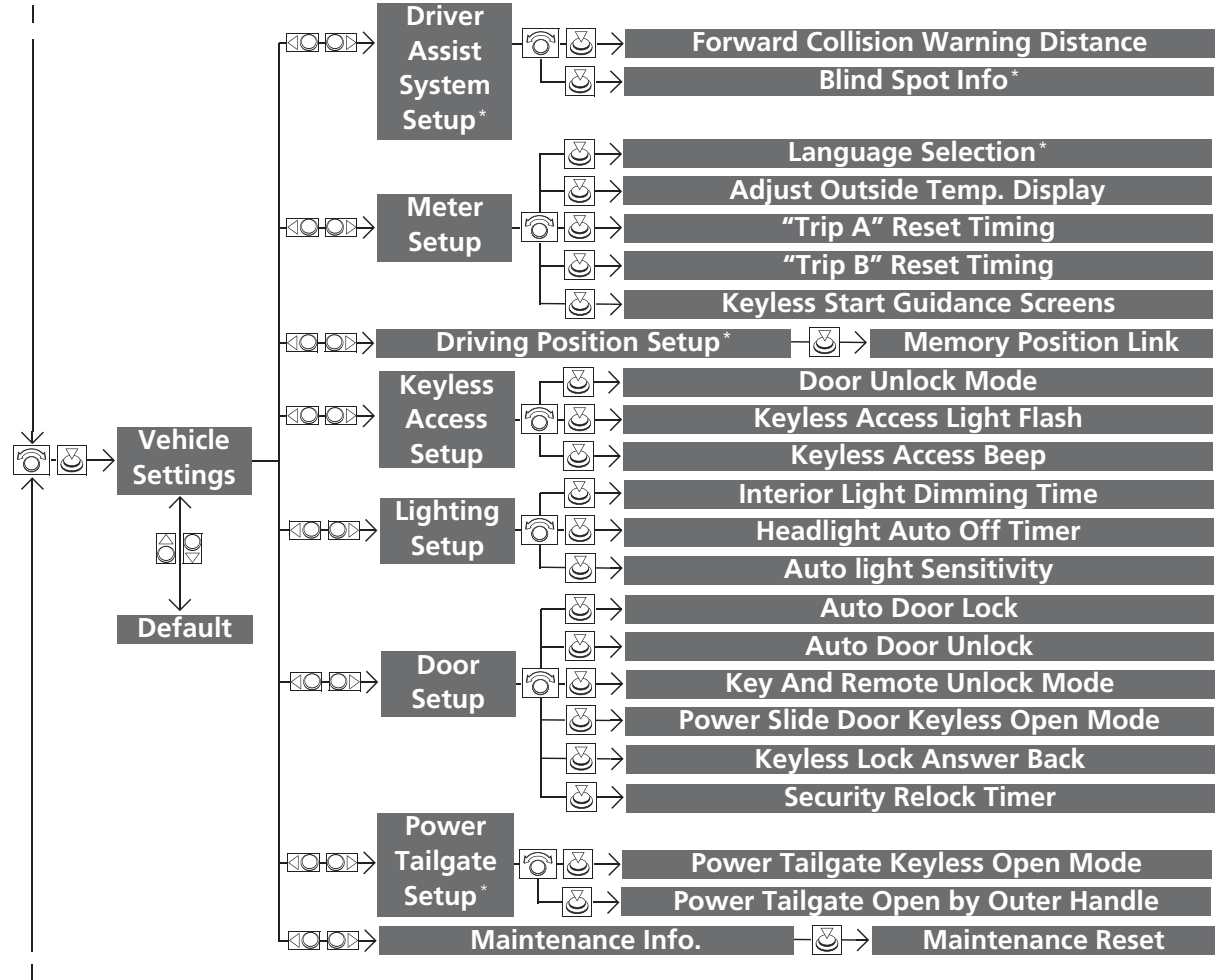 Driver
Assist
System
Setup*
Forward Collision Warning Distance
Blind Spot Info*
Meter
Setup
Language Selection*
Adjust Outside Temp. Display
“Trip A” Reset Timing
“Trip B” Reset Timing
Keyless Start Guidance Screens
Driving Position Setup*
Memory Position Link
Vehicle
Settings
Default
Keyless
Access
Setup
Door Unlock Mode
Keyless Access Light Flash
Keyless Access Beep
Lighting
Setup
Interior Light Dimming Time
Headlight Auto Off Timer
Auto light Sensitivity
Door
Setup
Auto Door Lock
Auto Door Unlock
Key And Remote Unlock Mode
Power Slide Door Keyless Open Mode
Keyless Lock Answer Back
Security Relock Timer
Power
Tailgate
Setup*
Power Tailgate Keyless Open Mode
Power Tailgate Open by Outer Handle
Maintenance Info.
Maintenance Reset